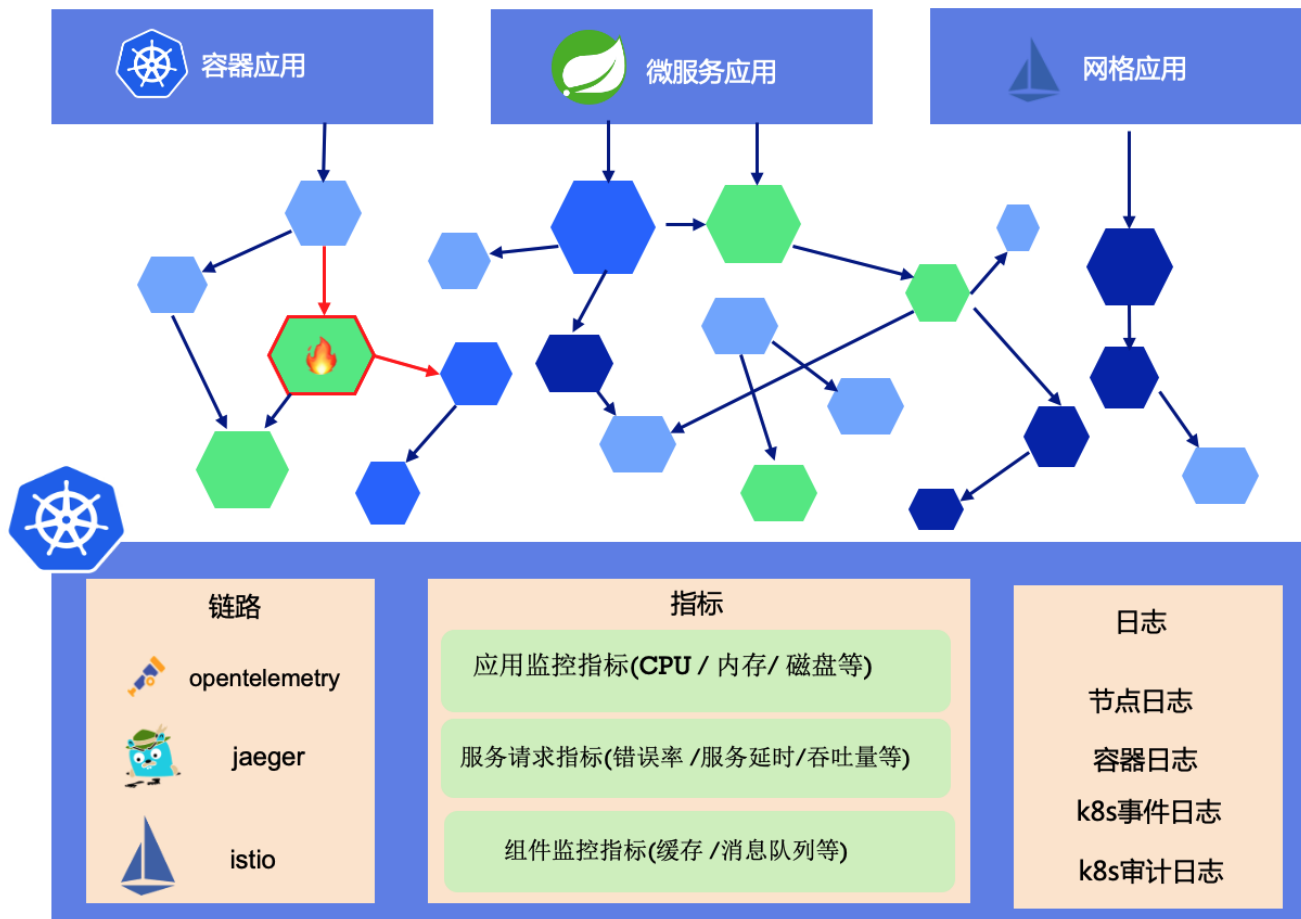 容器应用
微服务应用
网格应用
链路
opentelemetry
jaeger
istio
指标
应用监控指标(CPU / 内存/ 磁盘等)
服务请求指标(错误率 /服务延时/吞吐量等)
组件监控指标(缓存 /消息队列等)
日志
节点日志
容器日志
k8s事件日志
k8s审计日志